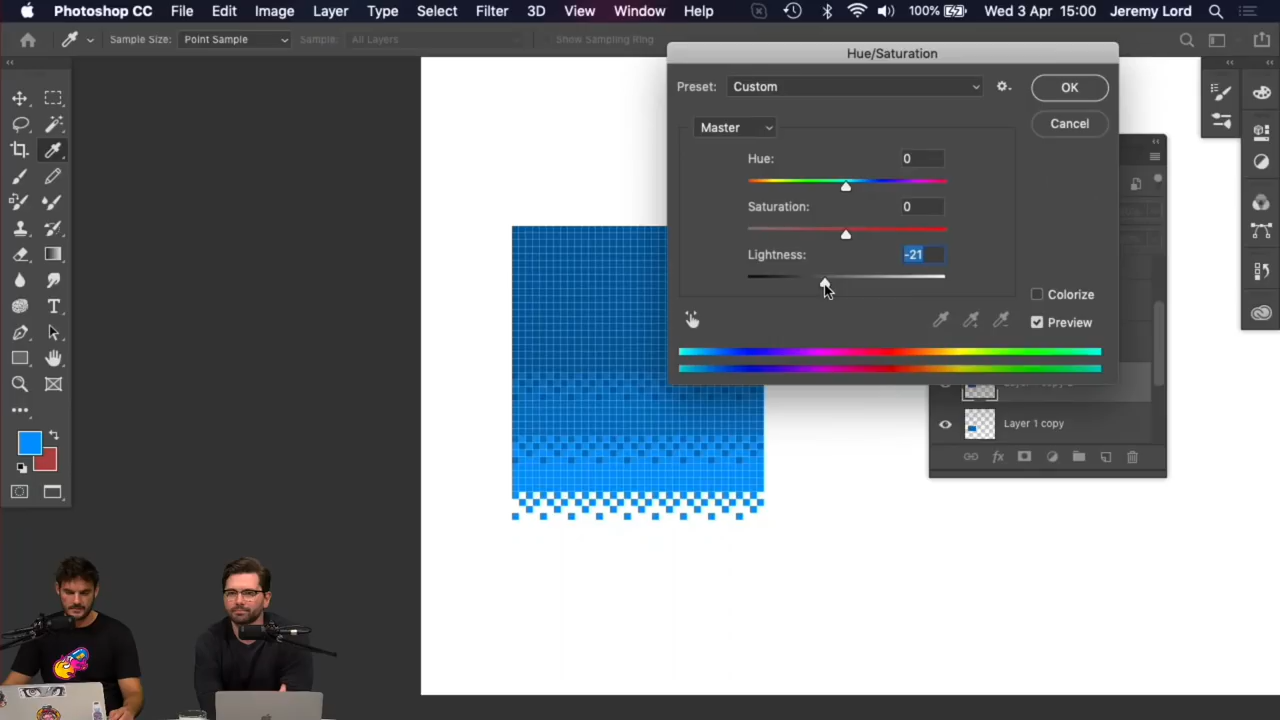 Photoshop CC File Edit Image Layer Type Select Filter 3D View Window Help 100% Wed 3 Apr 15:00 Jeremy Lord
Sample Size: Point Sample Sample: All Layers Show Sampling Ring
Hue/Saturation
Preset: Custom OK
Cancel
Master
Hue: 0
Saturation: 0
Lightness: -21
Colorize
Preview
Layer 1 copy